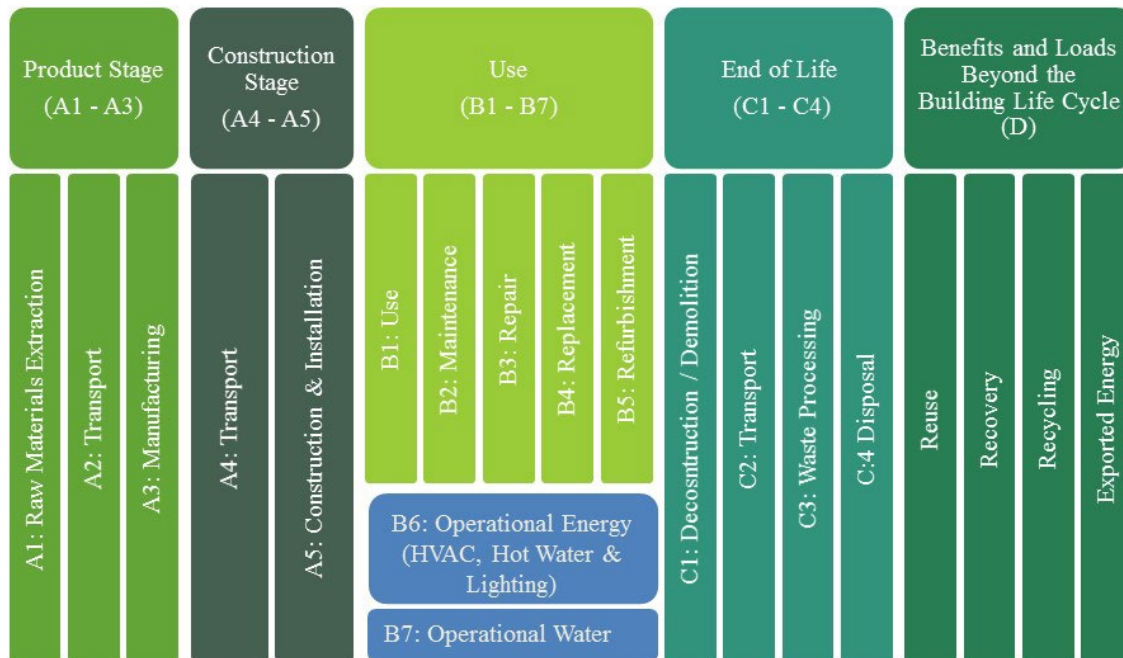 Product Stage
(A1 - A3)
Construction
Stage
(A4 - A5)
Use
(B1 - B7)
End of Life
(C1 - C4)
Benefits and Loads
Beyond the
Building Life Cycle
(D)
A1: Raw Materials Extraction
A2: Transport
A3: Manufacturing
A4: Transport
A5: Construction & Installation
B1: Use
B2: Maintenance
B3: Repair
B4: Replacement
B5: Refurbishment
B6: Operational Energy
(HVAC, Hot Water &
Lighting)
B7: Operational Water
C1: Decosntruction / Demolition
C2: Transport
C3: Waste Processing
C:4 Disposal
Reuse
Recovery
Recycling
Exported Energy